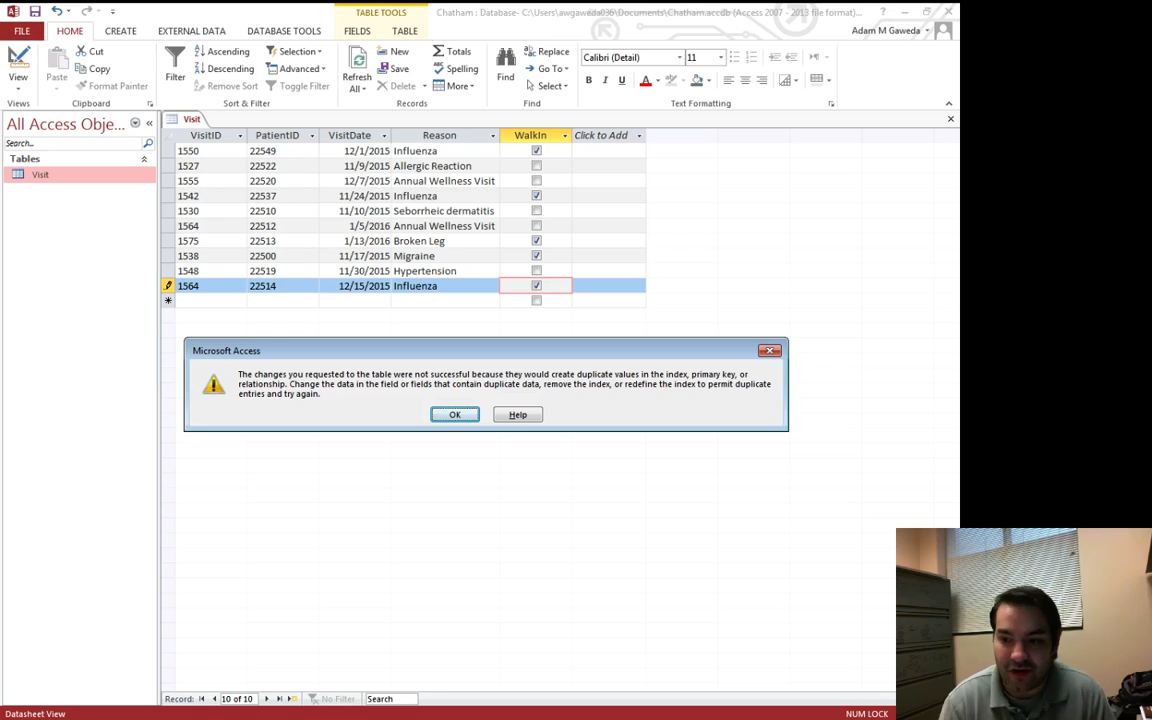 TABLE TOOLS
Chatham : Database- C:\Users\awgaweda036\Documents\Chatham.accdb (Access 2007 - 2013 file format)...
FILE HOME CREATE EXTERNAL DATA DATABASE TOOLS FIELDS TABLE
Adam M Gaweda
View
Paste
Cut
Copy
Format Painter
Filter
Ascending
Descending
Remove Sort
Selection
Advanced
Toggle Filter
Refresh All
New
Save
Delete
Totals
Spelling
More
Find
Replace
Go To
Select
Calibri (Detail) 11
B I U A
Views Clipboard Sort & Filter Records Find Text Formatting
All Access Obje...
Search...
Tables
Visit
Visit
VisitID PatientID VisitDate Reason WalkIn Click to Add
1550 22549 12/1/2015 Influenza
1527 22522 11/9/2015 Allergic Reaction
1555 22520 12/7/2015 Annual Wellness Visit
1542 22537 11/24/2015 Influenza
1530 22510 11/10/2015 Seborrheic dermatitis
1564 22512 1/5/2016 Annual Wellness Visit
1575 22513 1/13/2016 Broken Leg
1538 22500 11/17/2015 Migraine
1548 22519 11/30/2015 Hypertension
1564 22514 12/15/2015 Influenza
Microsoft Access
The changes you requested to the table were not successful because they would create duplicate values in the index, primary key, or
relationship. Change the data in the field or fields that contain duplicate data, remove the index, or redefine the index to permit duplicate
entries and try again.
OK Help
Record: 10 of 10 No Filter Search
Datasheet View NUM LOCK